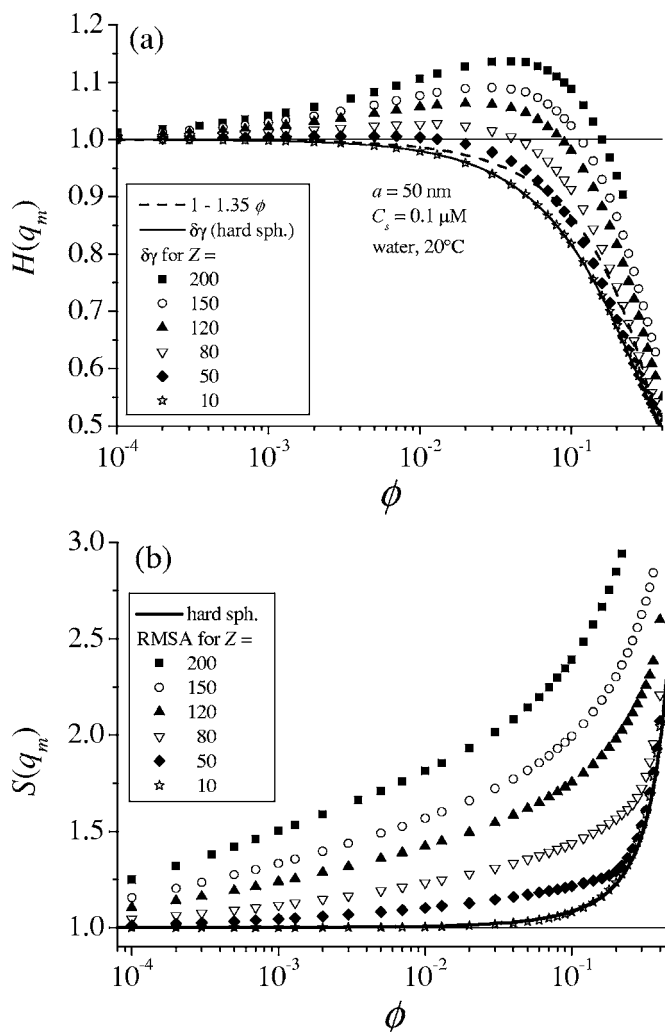 (a)
1.2
1.1
1.0
0.9
0.8
0.7
0.6
0.5
H(qₘ)
1 - 1.35 ϕ
δγ (hard sph.)
δγ for Z =
200
150
120
80
50
10
a = 50 nm
Cₛ = 0.1 µM
water, 20°C
10⁻⁴ 10⁻³ 10⁻² 10⁻¹
ϕ
(b)
3.0
2.5
2.0
1.5
1.0
S(qₘ)
hard sph.
RMSA for Z =
200
150
120
80
50
10
10⁻⁴ 10⁻³ 10⁻² 10⁻¹
ϕ